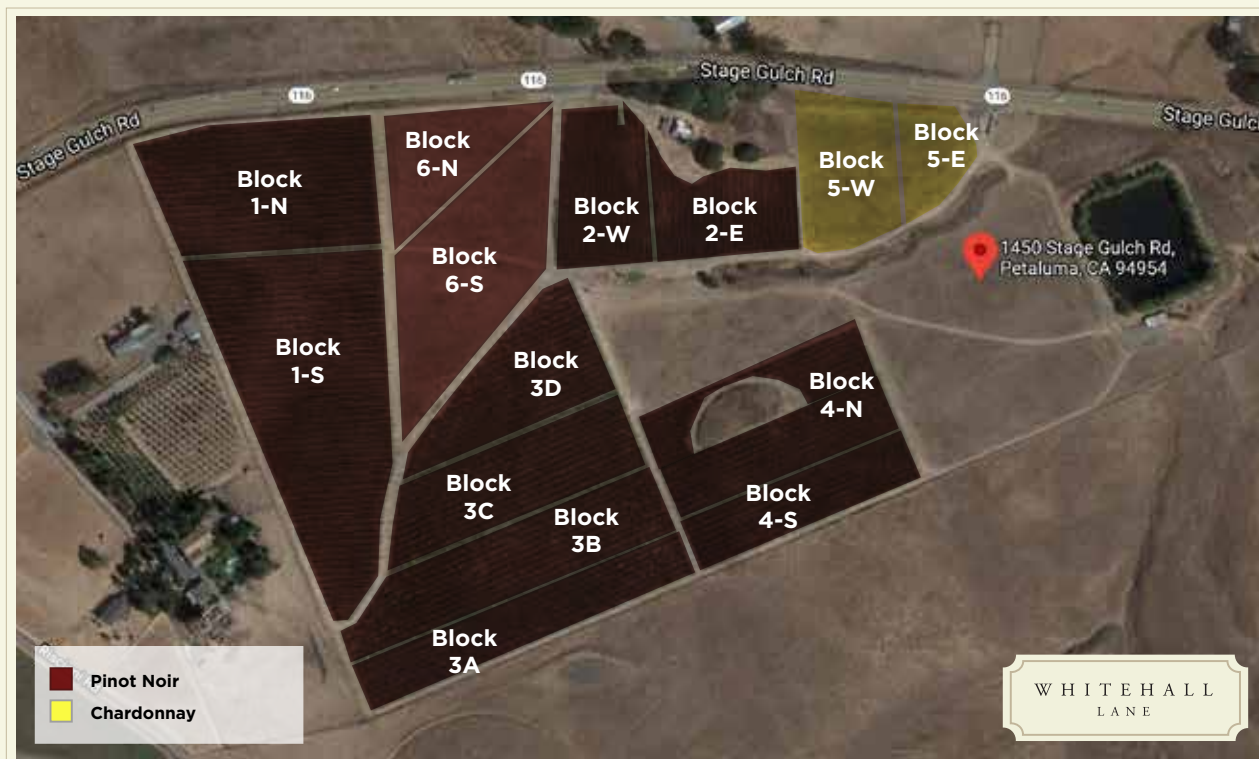 Stage Gulch Rd
116
116
Stage Gulch Rd
116
Stage Gulc
Block
1-N
Block
6-N
Block
2-W
Block
2-E
Block
5-W
Block
5-E
Block
6-S
Block
1-S
1450 Stage Gulch Rd,
Petaluma, CA 94954
Block
3D
Block
4-N
Block
3C
Block
3B
Block
4-S
Block
3A
Pinot Noir
Chardonnay
WHITEHALL
LANE